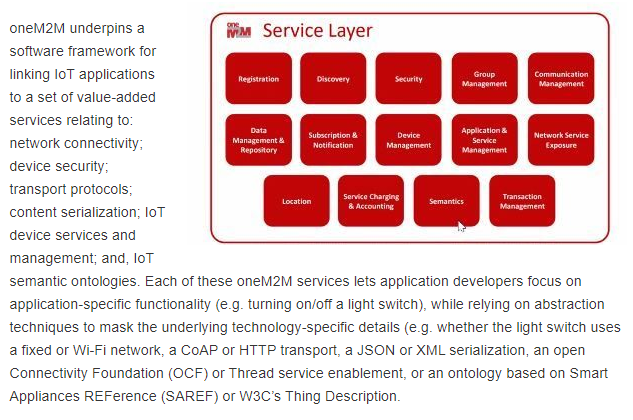 oneM2M underpins a
software framework for
linking IoT applications
to a set of value-added
services relating to:
network connectivity;
device security;
transport protocols;
content serialization; IoT
device services and
management; and, IoT
semantic ontologies. Each of these oneM2M services lets application developers focus on
application-specific functionality (e.g. turning on/off a light switch), while relying on abstraction
techniques to mask the underlying technology-specific details (e.g. whether the light switch uses
a fixed or Wi-Fi network, a CoAP or HTTP transport, a JSON or XML serialization, an open
Connectivity Foundation (OCF) or Thread service enablement, or an ontology based on Smart
Appliances REFerence (SAREF) or W3C's Thing Description.
one
M2M
Service Layer
Registration
Discovery
Security
Group
Management
Communication
Management
Data
Management &
Repository
Subscription &
Notification
Device
Management
Application &
Service
Management
Network Service
Exposure
Location
Service Charging
& Accounting
Semantics
Transaction
Management